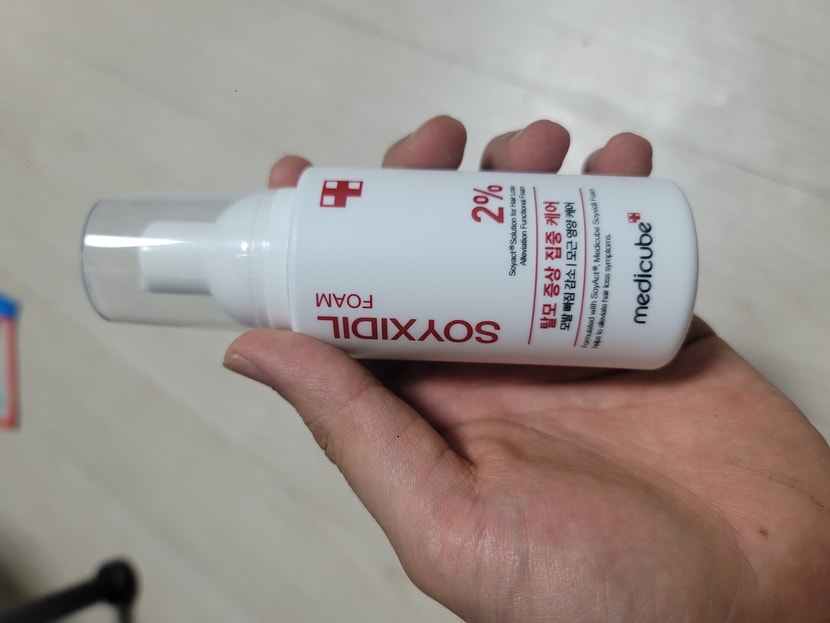 SOYXIDIL
FOAM
2%
Soyact® Solution for Hair Loss
Alleviation Functional Foam
탈모 증상 집중 케어
모발 빠짐 감소 | 모근 영양 케어
Formulated with SoyAct®, Medicube Soyxidil Foam
helps to alleviate hair loss symptoms.
medicube